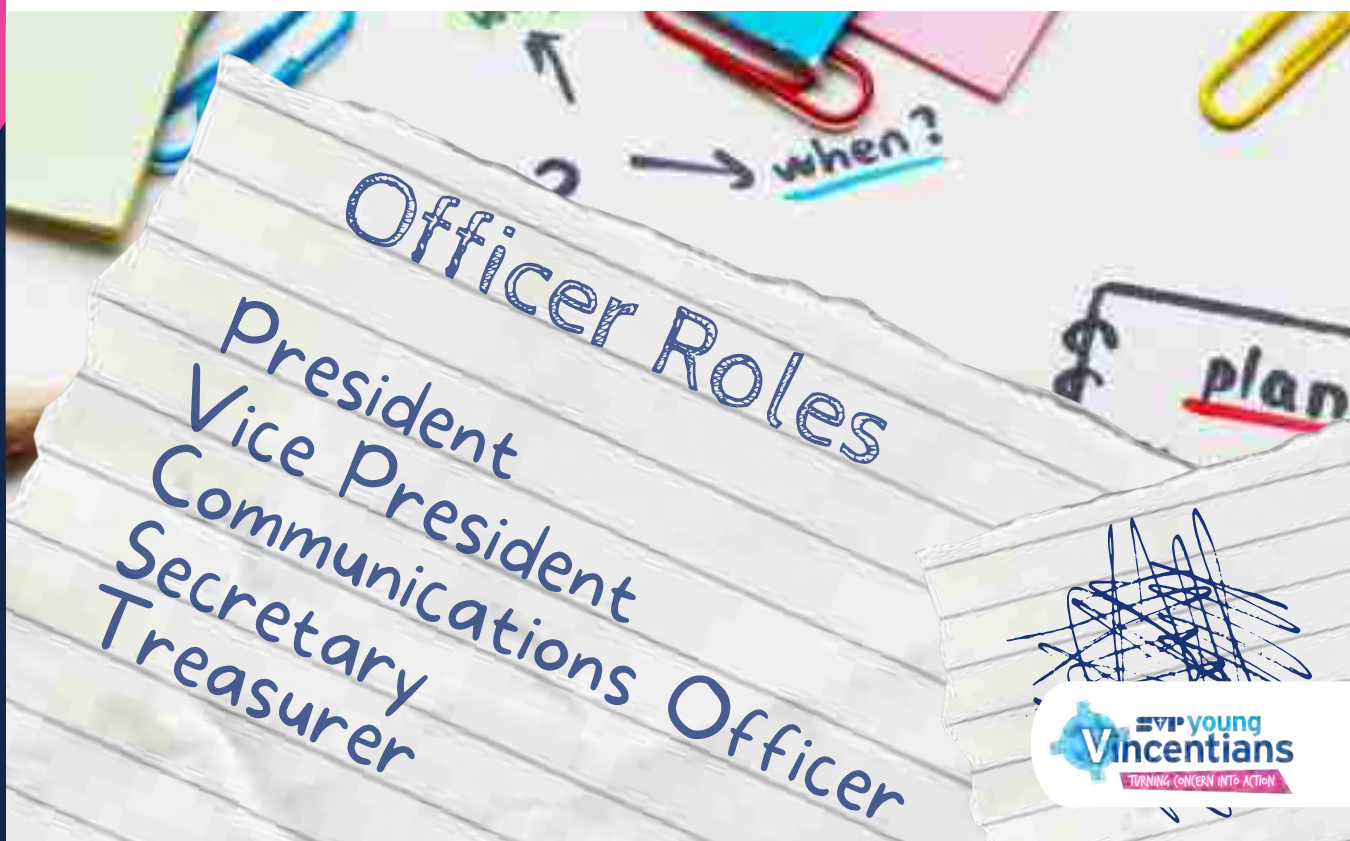 when?
Officer Roles
plan
President
Vice President
Communications Officer
Secretary
Treasurer
SVP young
Vincentians
TURNING CONCERN INTO ACTION